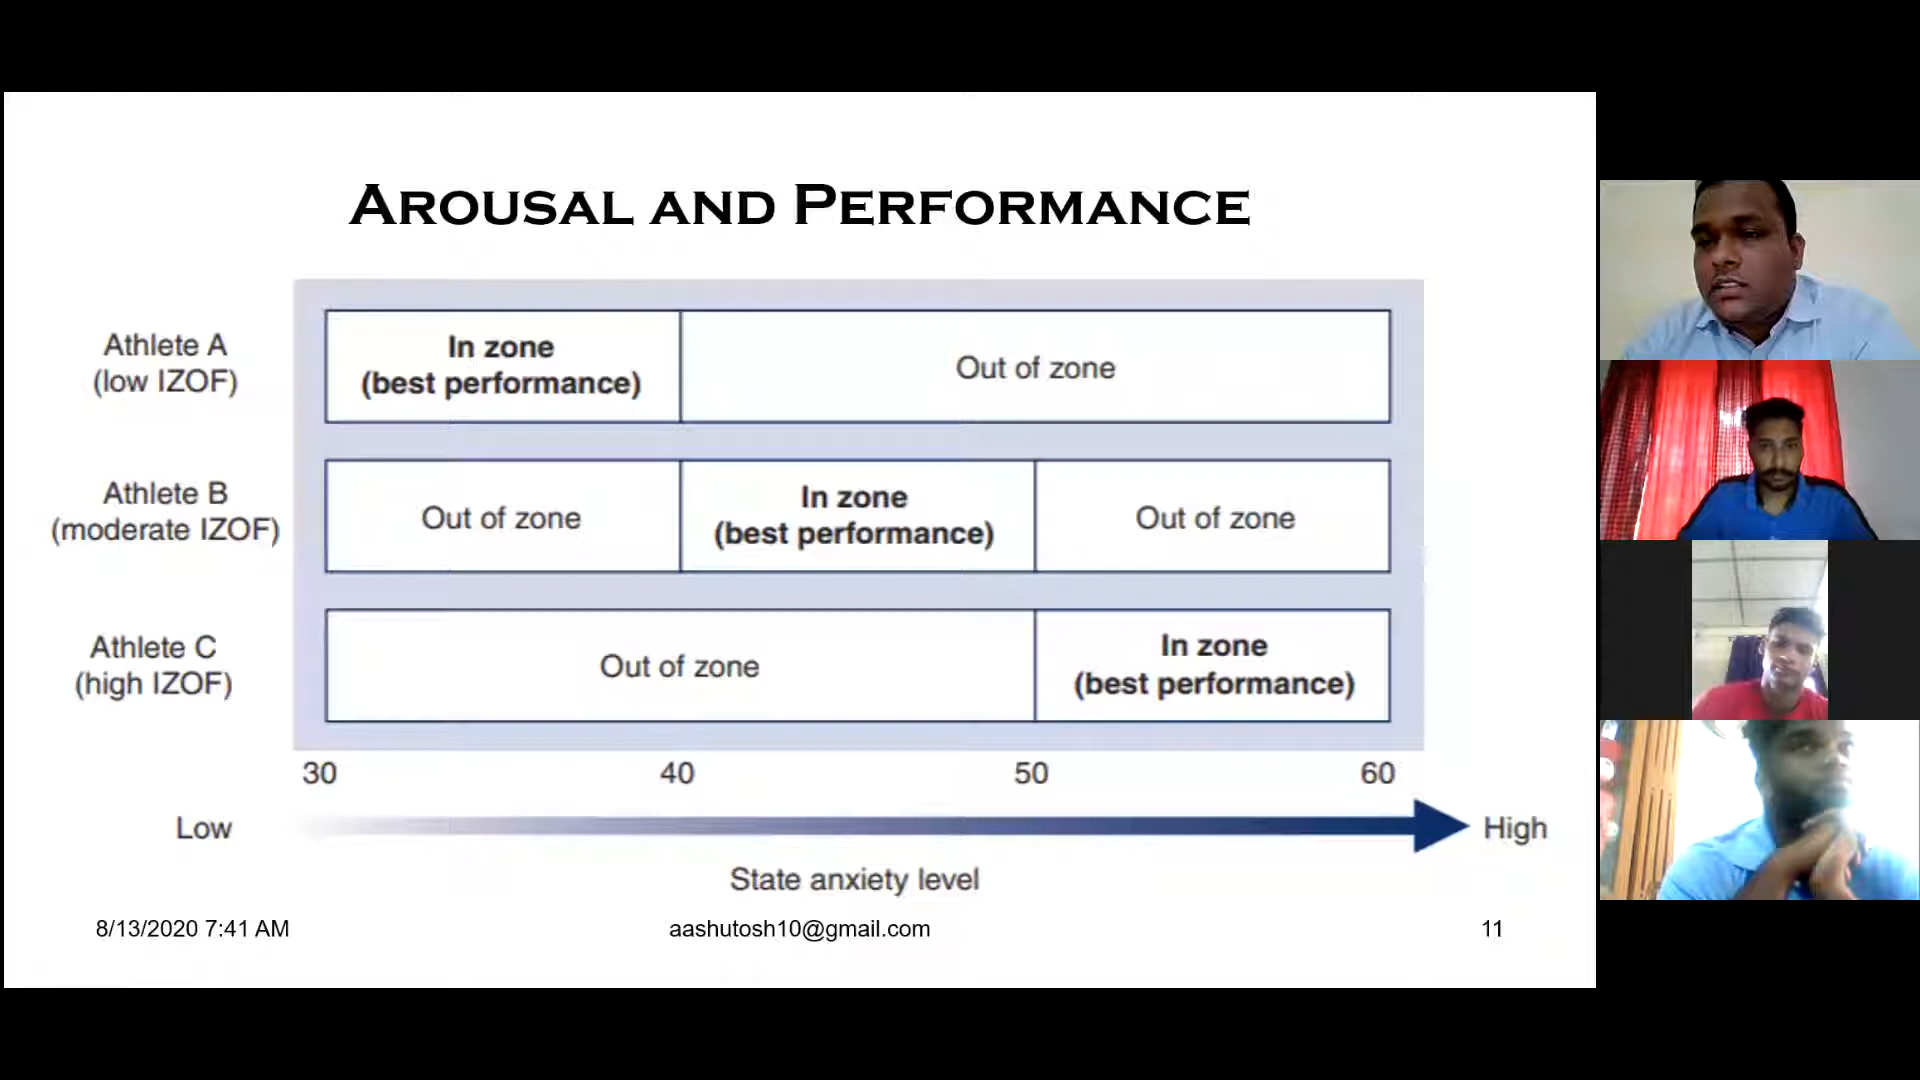 AROUSAL AND PERFORMANCE
Athlete A
(low IZOF)
In zone
(best performance)
Out of zone
Athlete B
(moderate IZOF)
Out of zone
In zone
(best performance)
Out of zone
Athlete C
(high IZOF)
Out of zone
In zone
(best performance)
30 40 50 60
Low High
State anxiety level
8/13/2020 7:41 AM aashutosh10@gmail.com 11